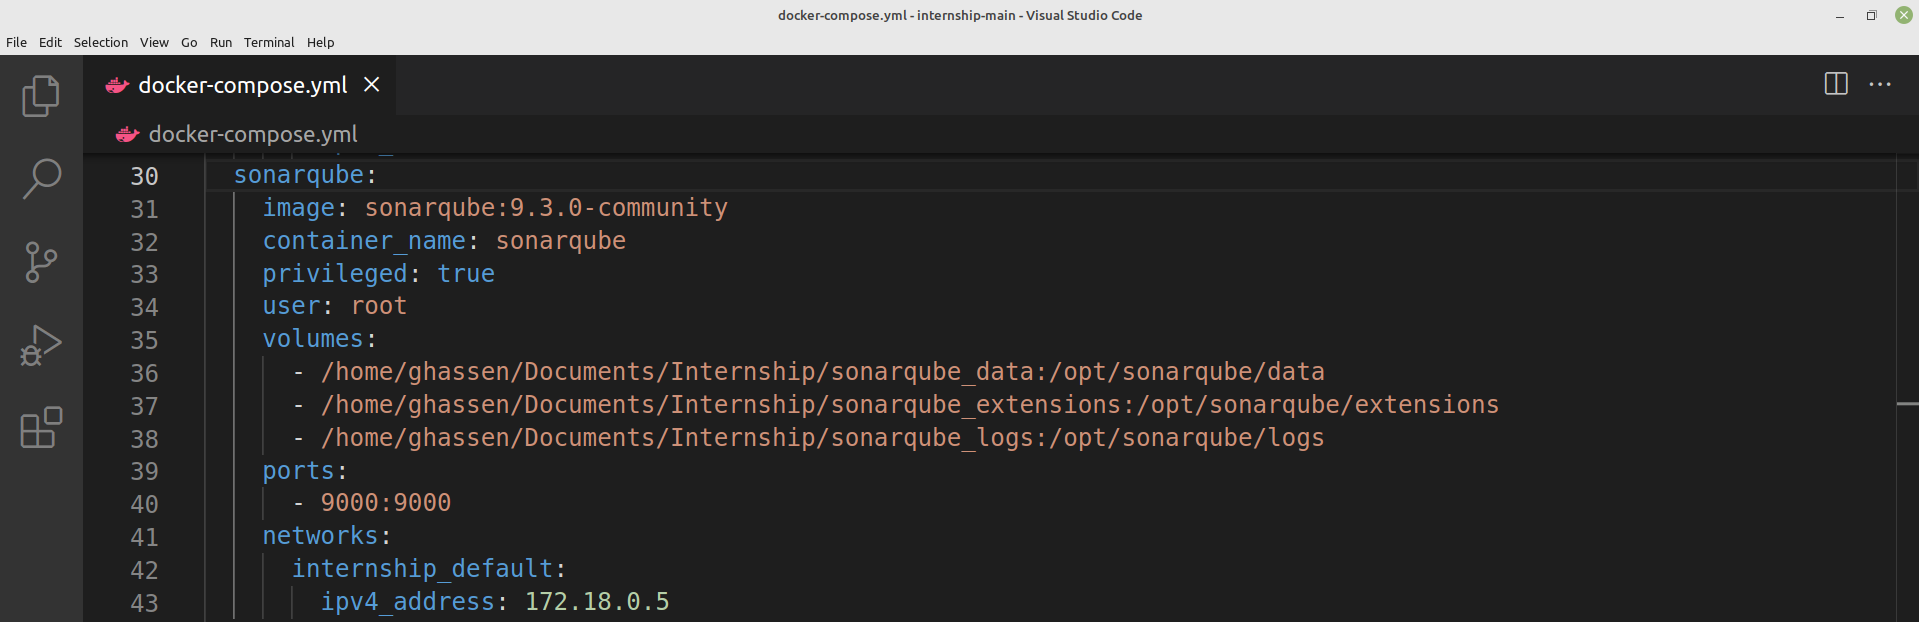 docker-compose.yml - internship-main - Visual Studio Code
File Edit Selection View Go Run Terminal Help
docker-compose.yml
docker-compose.yml
30 sonarqube:
31 image: sonarqube:9.3.0-community
32 container_name: sonarqube
33 privileged: true
34 user: root
35 volumes:
36 - /home/ghassen/Documents/Internship/sonarqube_data:/opt/sonarqube/data
37 - /home/ghassen/Documents/Internship/sonarqube_extensions:/opt/sonarqube/extensions
38 - /home/ghassen/Documents/Internship/sonarqube_logs:/opt/sonarqube/logs
39 ports:
40 - 9000:9000
41 networks:
42 internship_default:
43 ipv4_address: 172.18.0.5